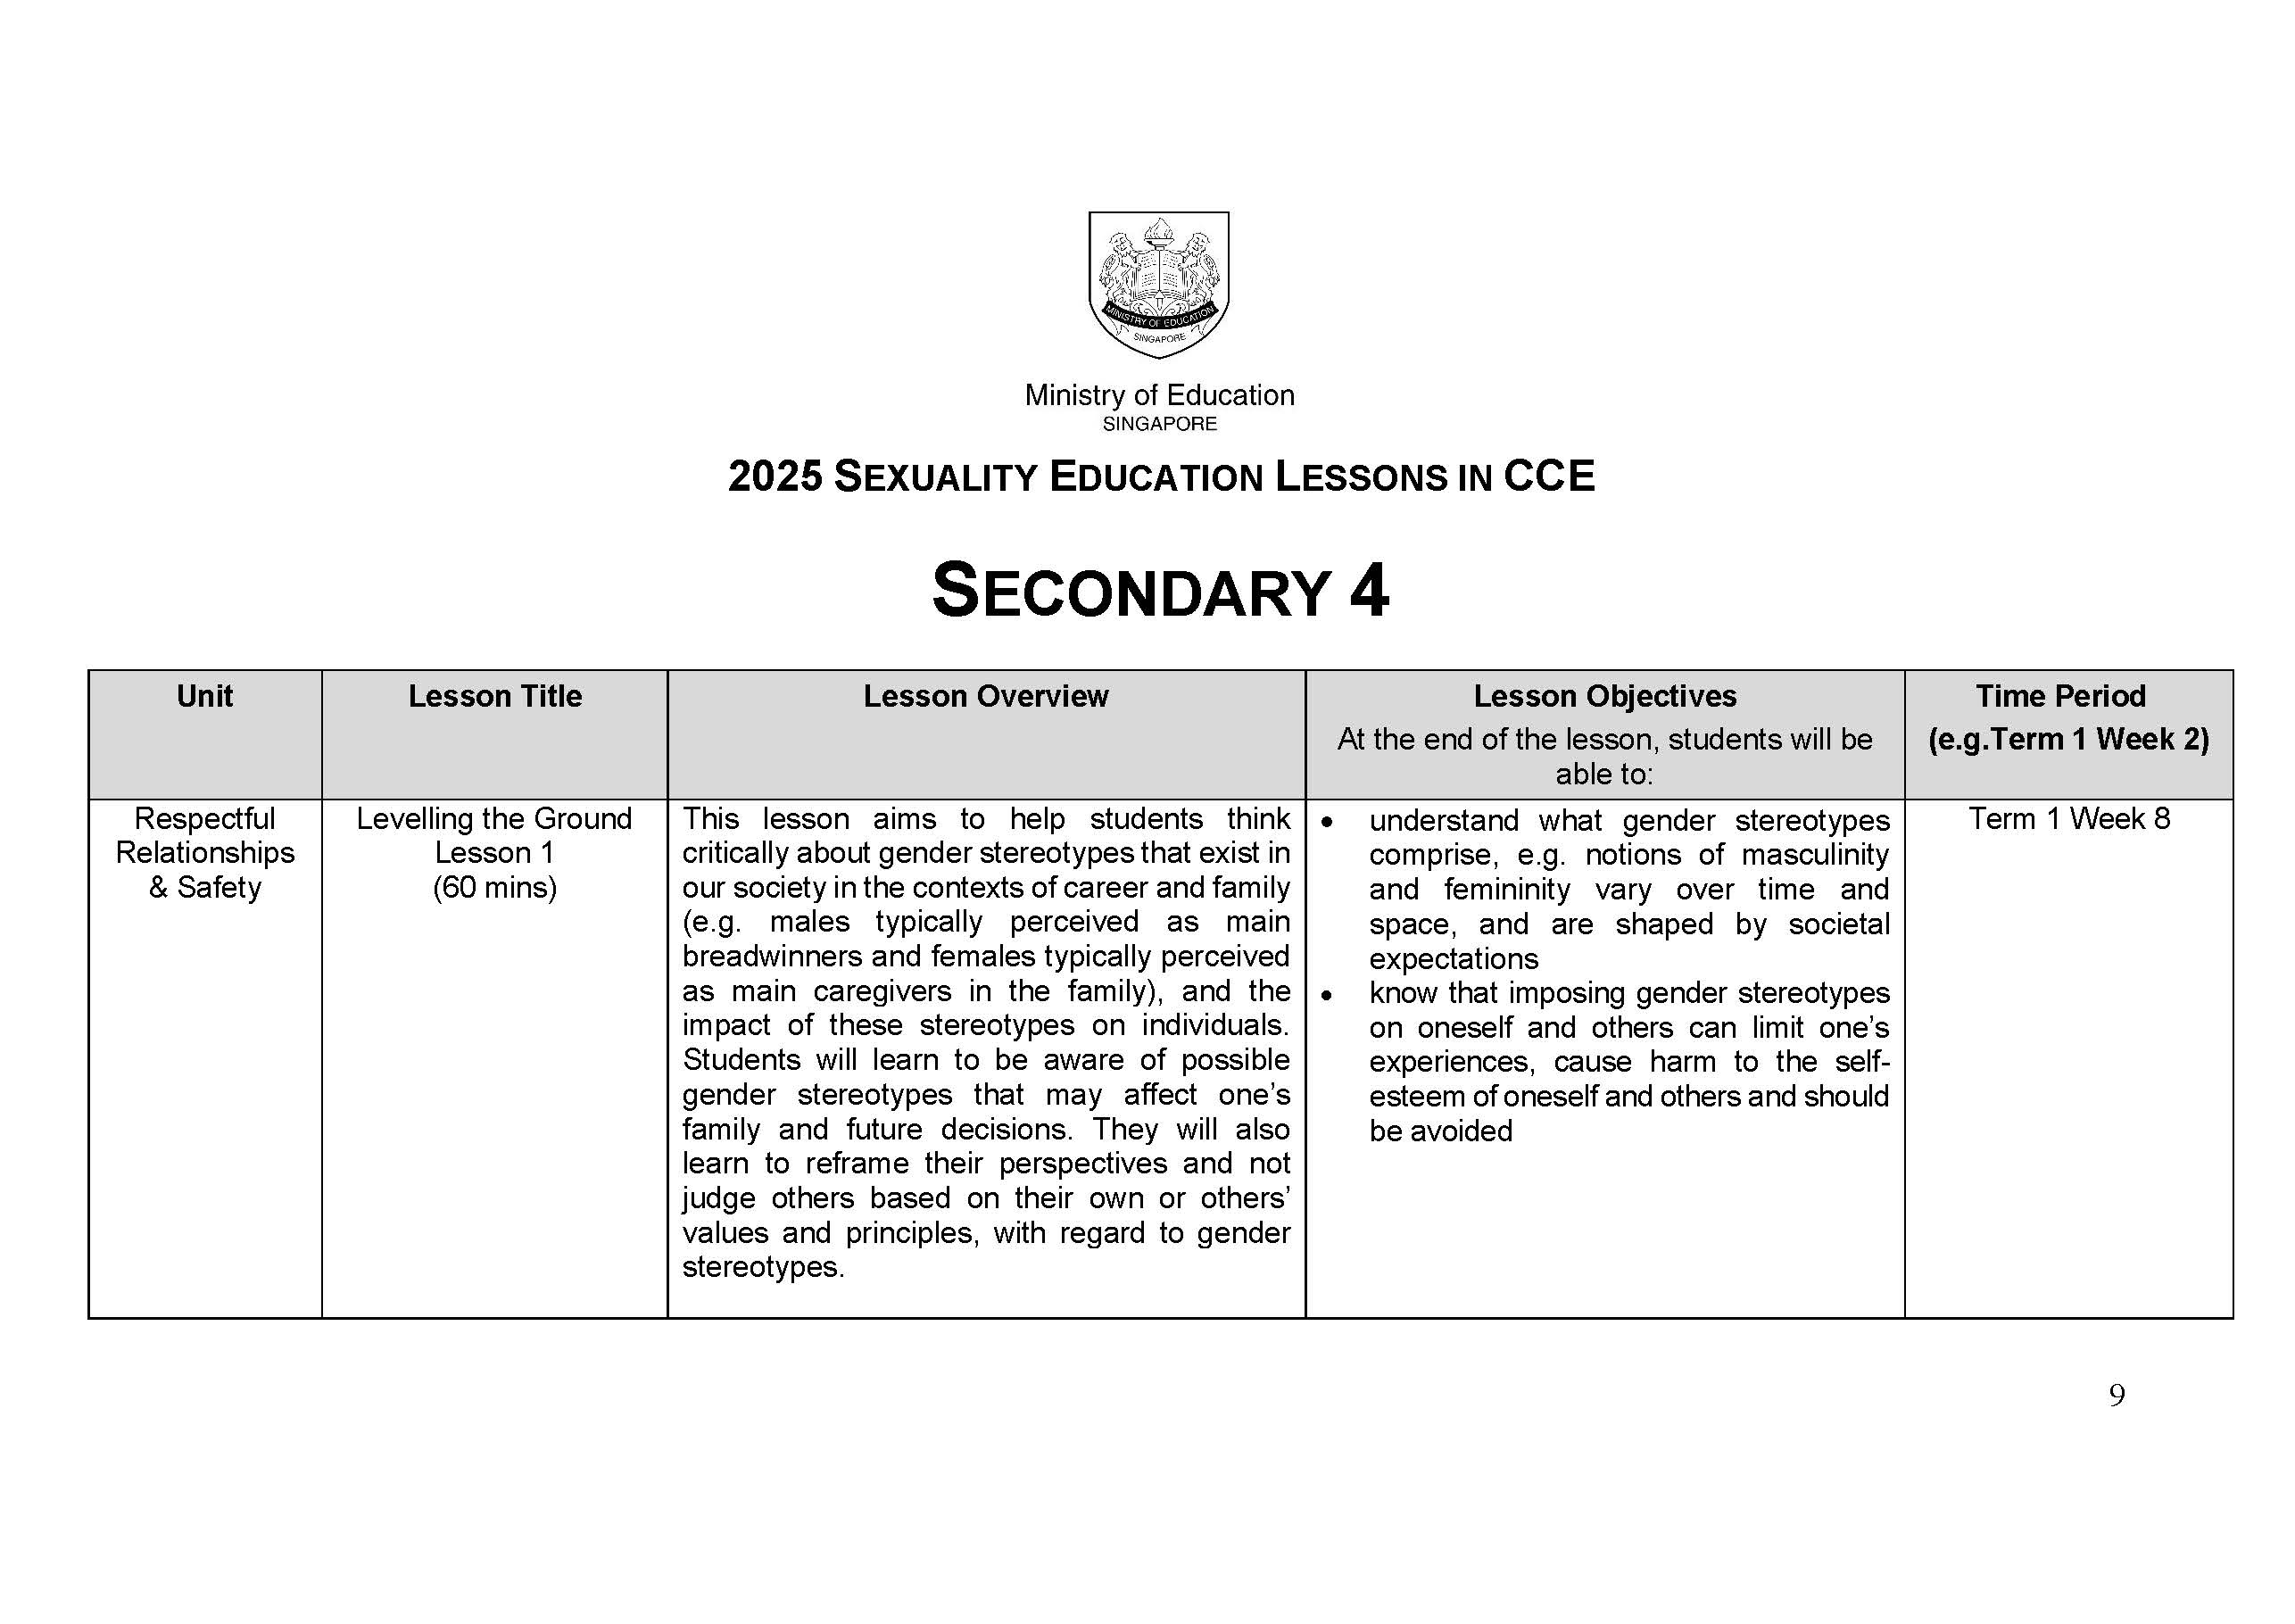 MINISTRY OF EDUCATION
SINGAPORE
Ministry of Education
SINGAPORE
2025 SEXUALITY EDUCATION LESSONS IN CCE
SECONDARY 4
Unit
Lesson Title
Lesson Overview
Lesson Objectives
At the end of the lesson, students will be
able to:
Time Period
(e.g.Term 1 Week 2)
Respectful
Relationships
& Safety
Levelling the Ground
Lesson 1
(60 mins)
This lesson aims to help students think
critically about gender stereotypes that exist in
our society in the contexts of career and family
(e.g. males typically perceived as main
breadwinners and females typically perceived
as main caregivers in the family), and the
impact of these stereotypes on individuals.
Students will learn to be aware of possible
gender stereotypes that may affect one’s
family and future decisions. They will also
learn to reframe their perspectives and not
judge others based on their own or others’
values and principles, with regard to gender
stereotypes.
• understand what gender stereotypes
comprise, e.g. notions of masculinity
and femininity vary over time and
space, and are shaped by societal
expectations
• know that imposing gender stereotypes
on oneself and others can limit one’s
experiences, cause harm to the self-
esteem of oneself and others and should
be avoided
Term 1 Week 8
9